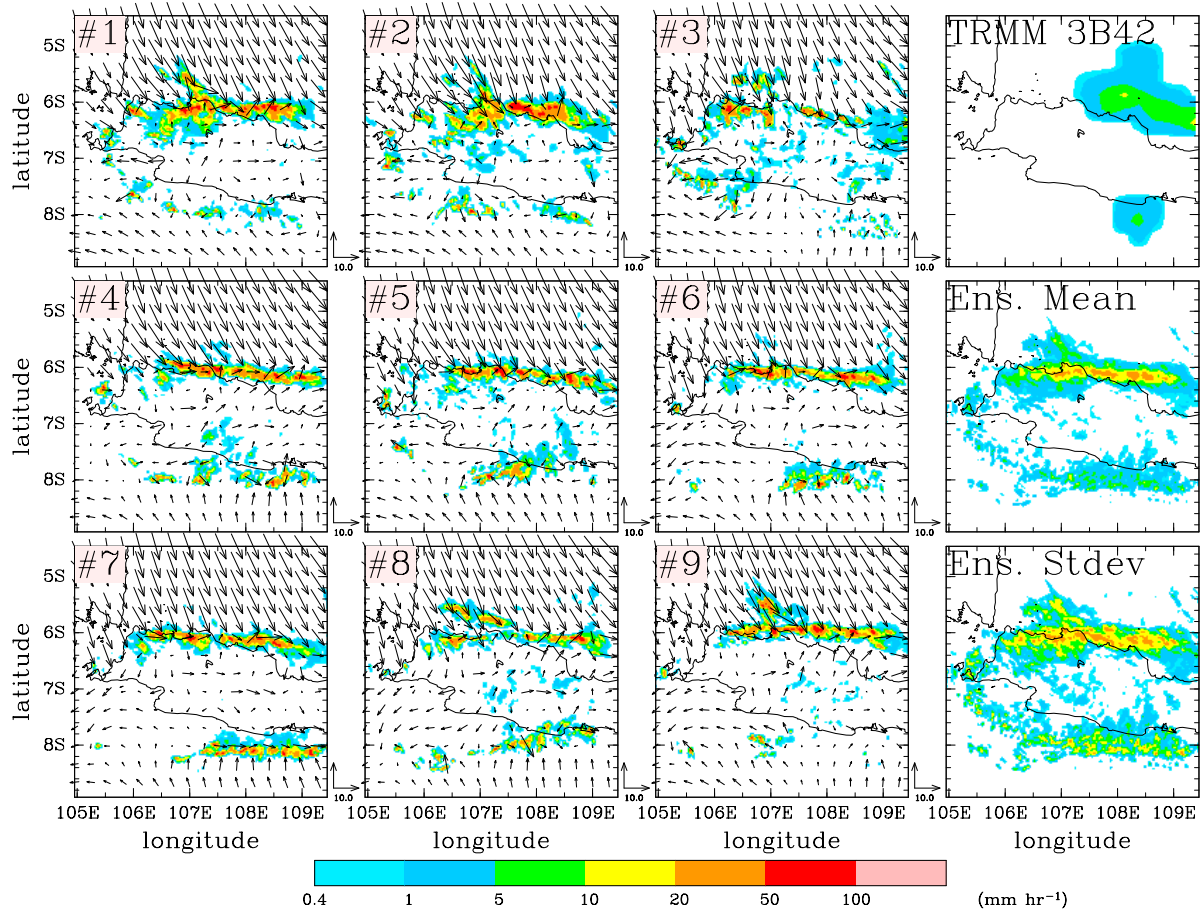 #1
#2
#3
TRMM 3B42
5S
6S
7S
8S
latitude
10.0
10.0
10.0
#4
#5
#6
Ens. Mean
5S
6S
7S
8S
latitude
10.0
10.0
10.0
#7
#8
#9
Ens. Stdev
5S
6S
7S
8S
latitude
10.0
10.0
10.0
105E 106E 107E 108E 109E
105E 106E 107E 108E 109E
105E 106E 107E 108E 109E
105E 106E 107E 108E 109E
longitude
longitude
longitude
longitude
0.4 1 5 10 20 50 100 (mm hr⁻¹)